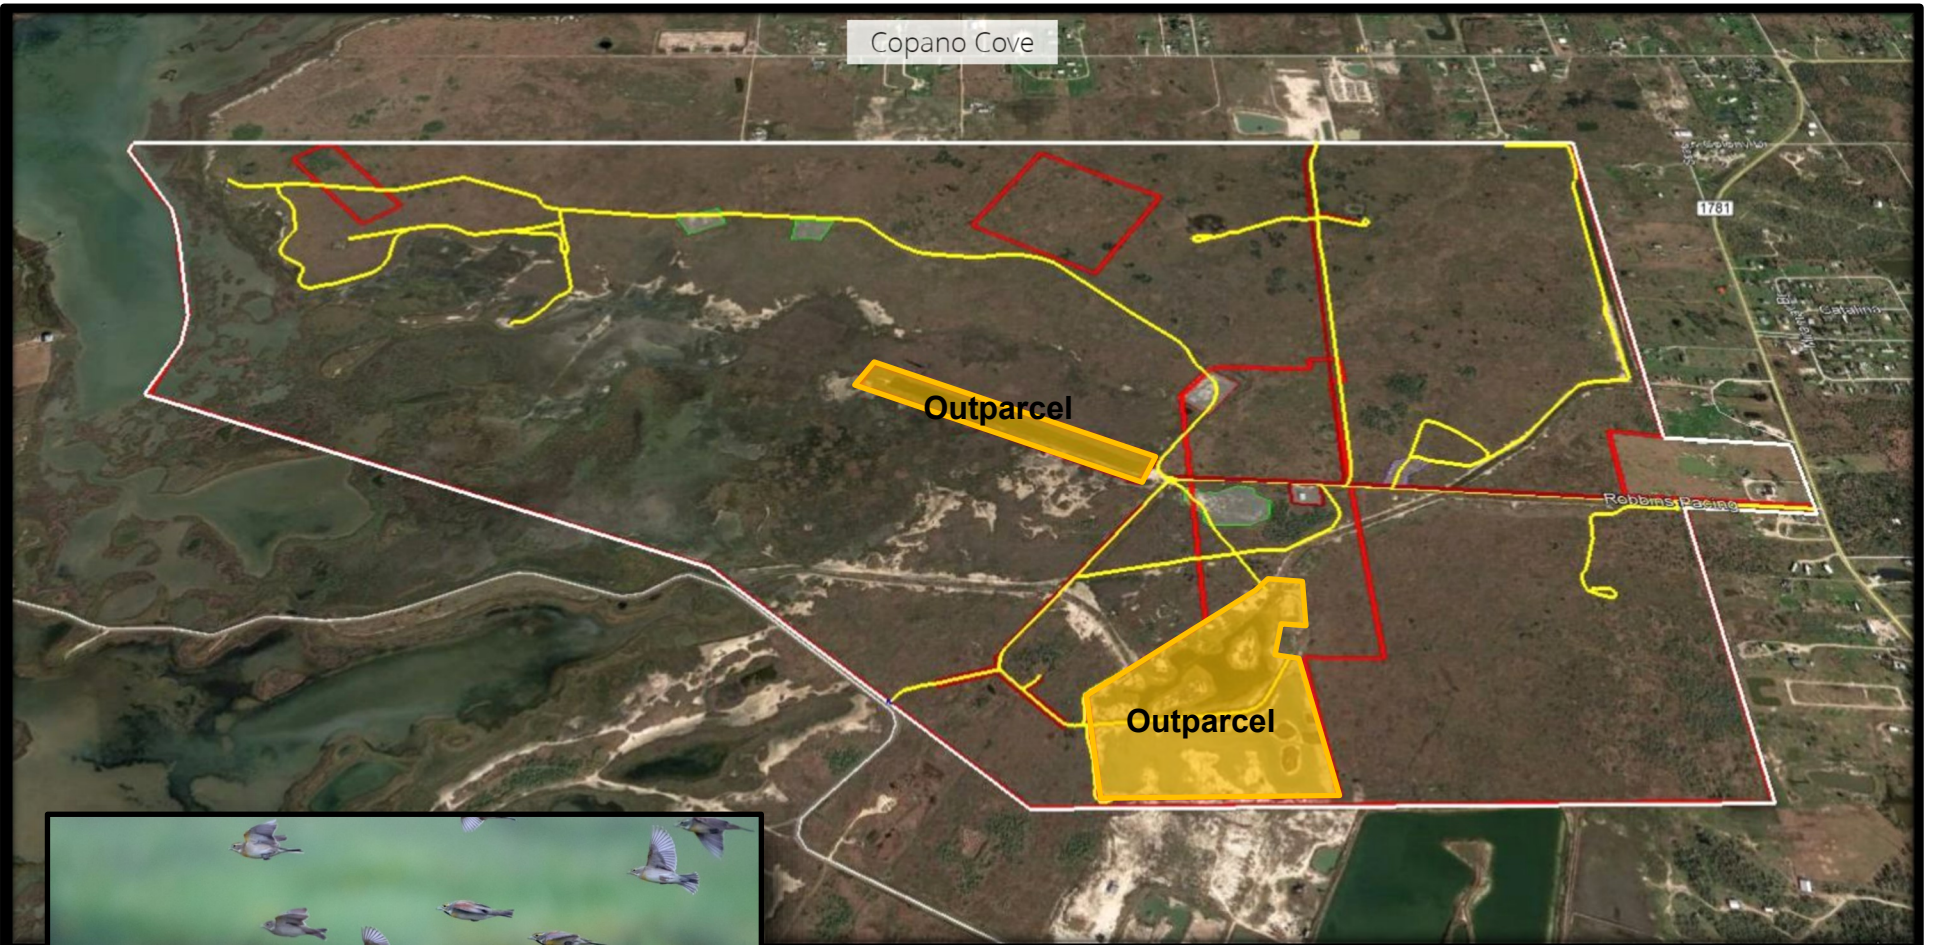 Copano Cove
1781
Catalina
Outparcel
Robbins Racing
Outparcel